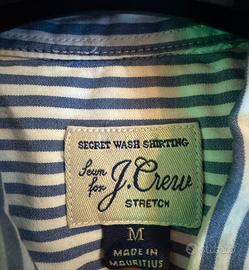 SECRET WASH SHIRTING
Sewn
for J.Crew
STRETCH
M
MADE IN
MAURITIUS